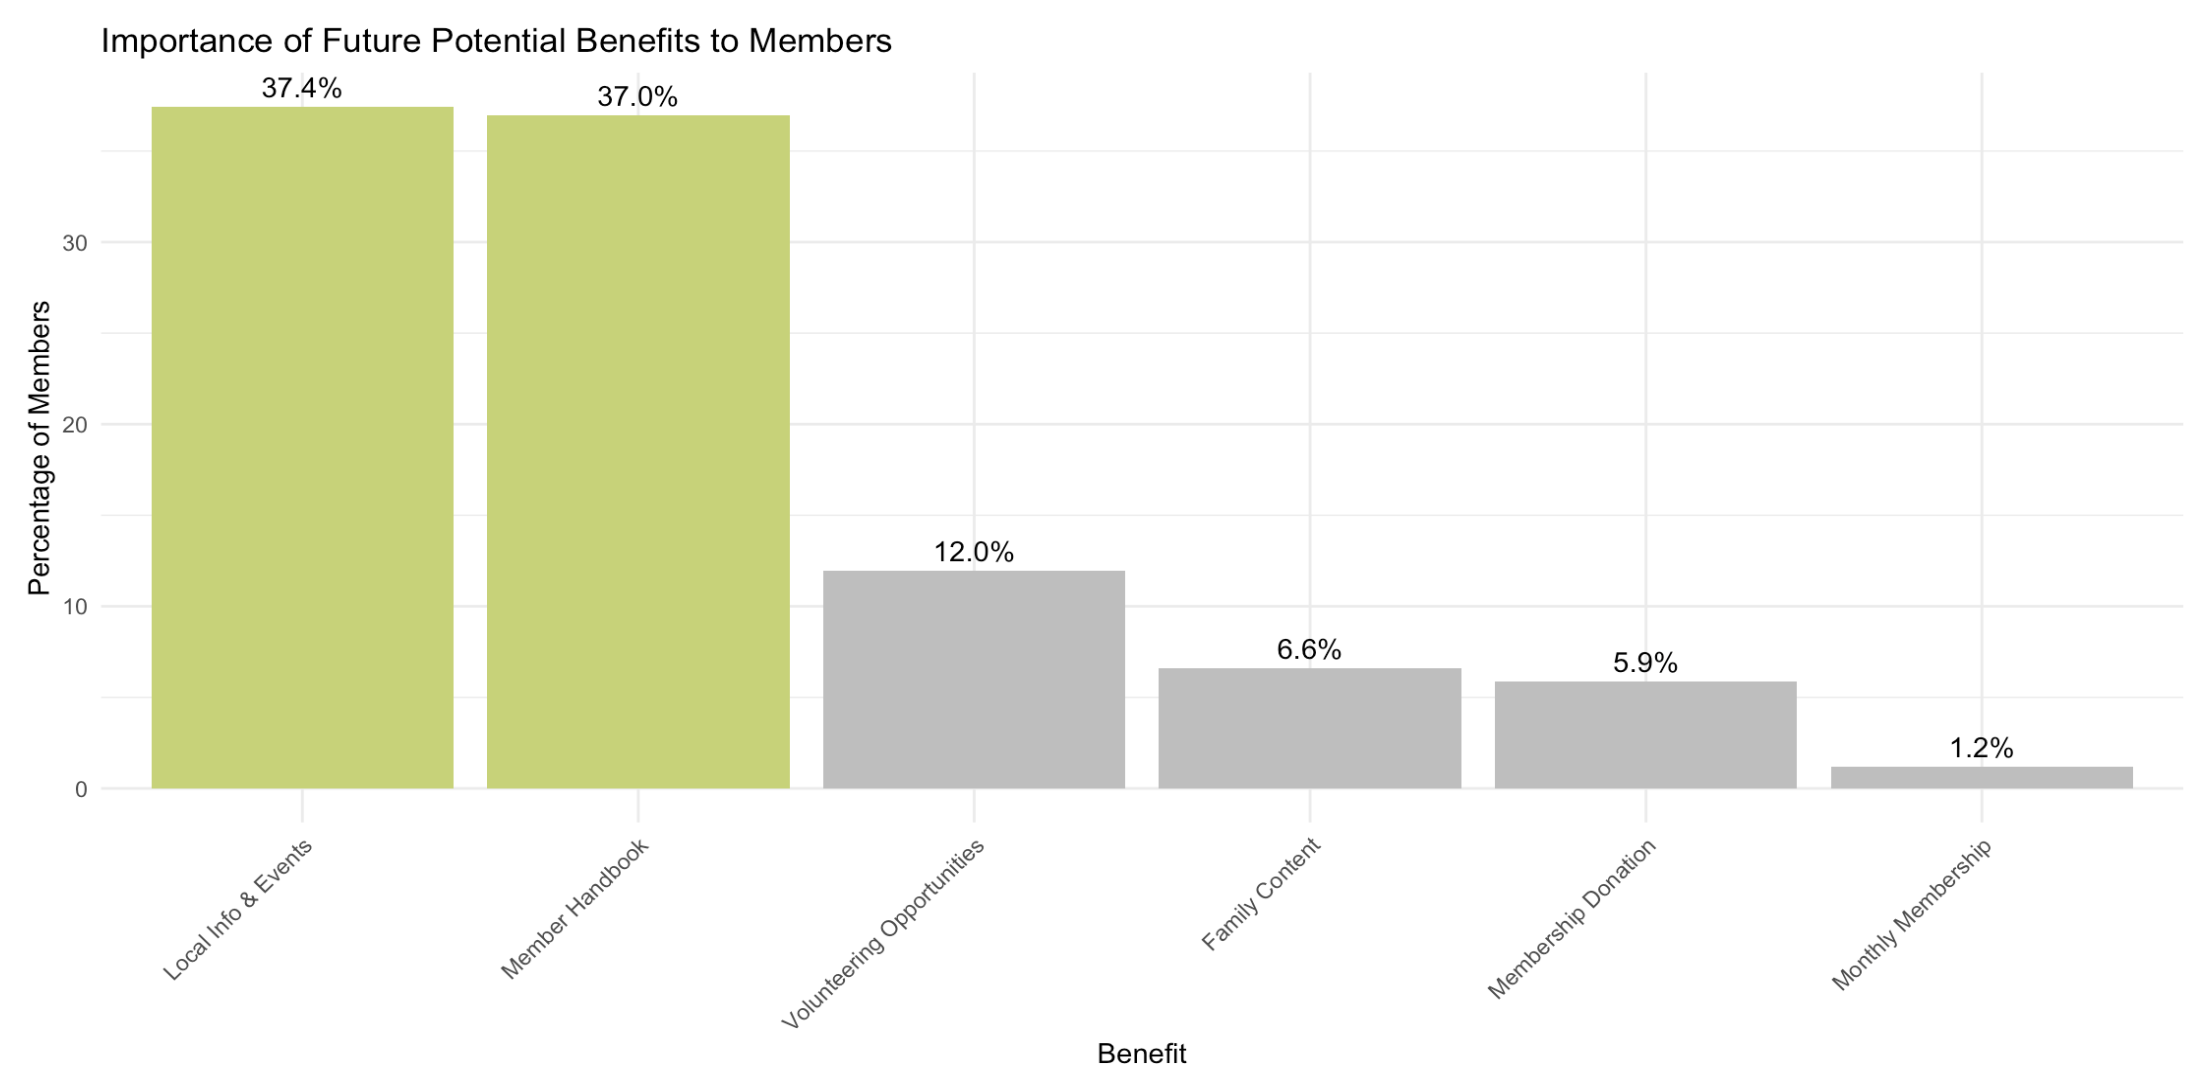 Importance of Future Potential Benefits to Members
37.4%
37.0%
12.0%
6.6%
5.9%
1.2%
Percentage of Members
30
20
10
0
Local Info & Events
Member Handbook
Volunteering Opportunities
Family Content
Membership Donation
Monthly Membership
Benefit